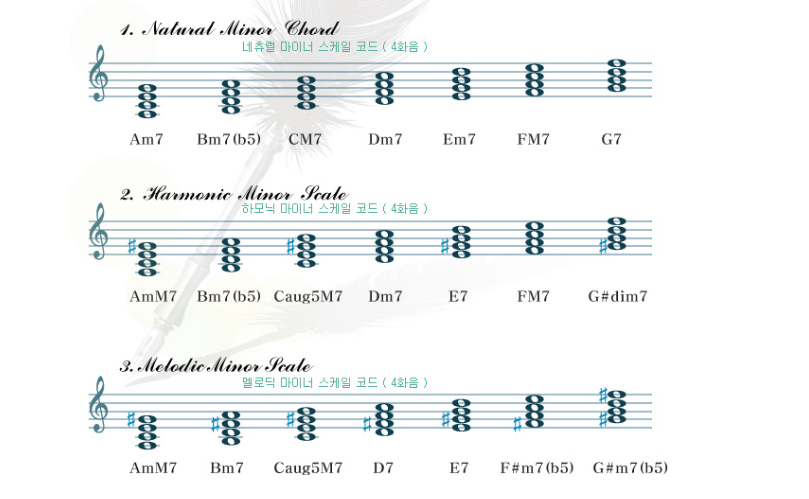 1. Natural Minor Chord
네츄럴 마이너 스케일 코드 ( 4화음 )
Am7 Bm7(b5) CM7 Dm7 Em7 FM7 G7
2. Harmonic Minor Scale
하모닉 마이너 스케일 코드 ( 4화음 )
AmM7 Bm7(b5) Caug5M7 Dm7 E7 FM7 G#dim7
3. Melodic Minor Scale
멜로딕 마이너 스케일 코드 ( 4화음 )
AmM7 Bm7 Caug5M7 D7 E7 F#m7(b5) G#m7(b5)